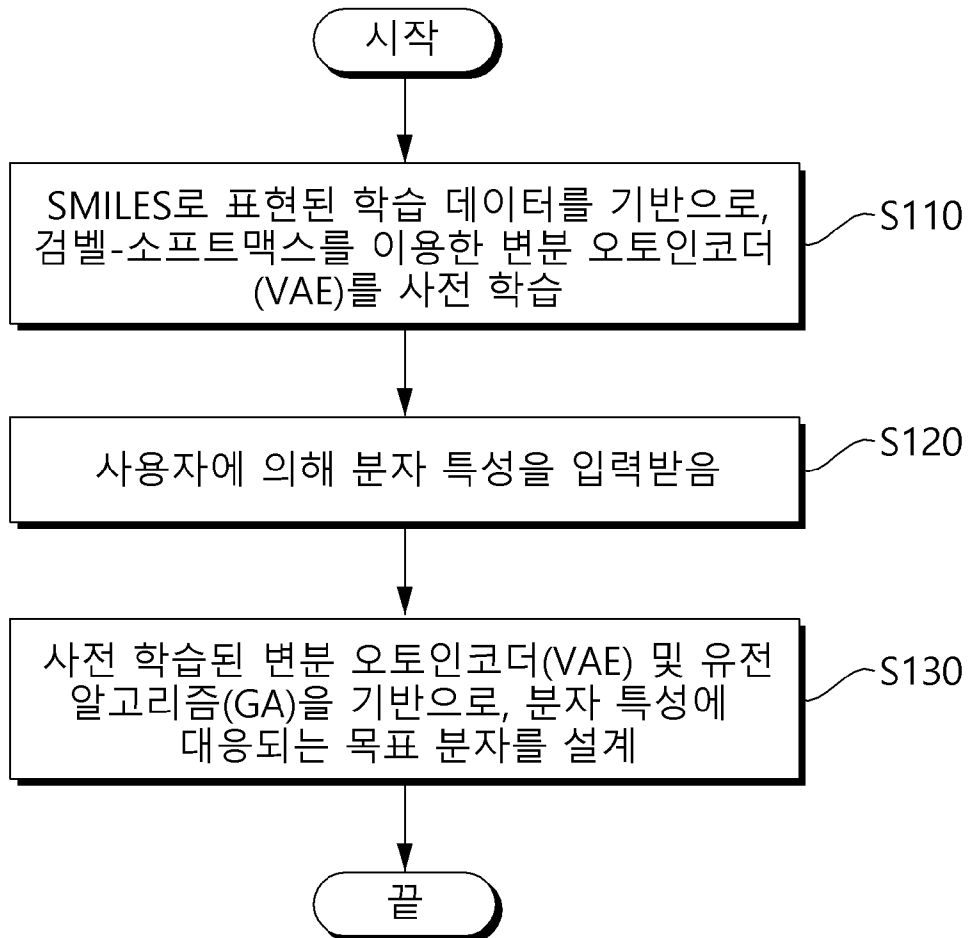 시작
SMILES로 표현된 학습 데이터를 기반으로,
검벨-소프트맥스를 이용한 변분 오토인코더
(VAE)를 사전 학습
S110
사용자에 의해 분자 특성을 입력받음
S120
사전 학습된 변분 오토인코더(VAE) 및 유전
알고리즘(GA)을 기반으로, 분자 특성에
대응되는 목표 분자를 설계
S130
끝